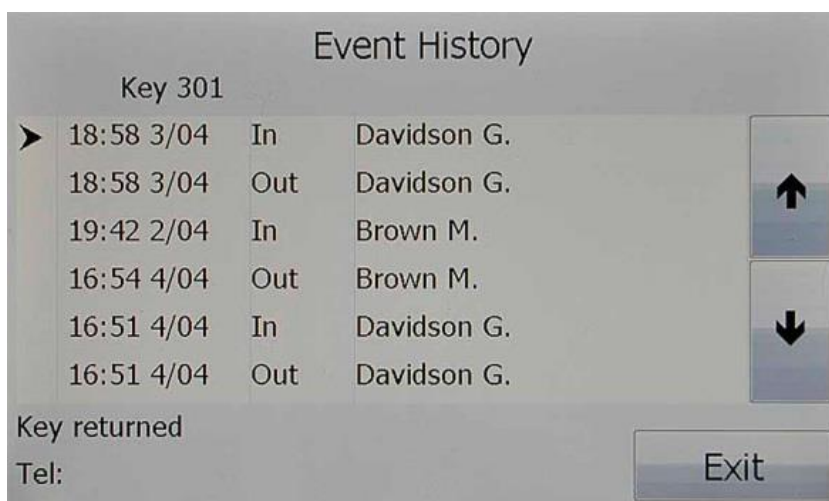 Event History
Key 301
18:58 3/04 In Davidson G.
18:58 3/04 Out Davidson G.
19:42 2/04 In Brown M.
16:54 4/04 Out Brown M.
16:51 4/04 In Davidson G.
16:51 4/04 Out Davidson G.
Key returned
Tel:
Exit